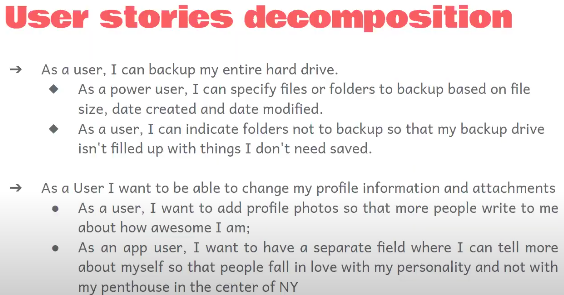 User stories decomposition
➔ As a user, I can backup my entire hard drive.
◆ As a power user, I can specify files or folders to backup based on file
size, date created and date modified.
◆ As a user, I can indicate folders not to backup so that my backup drive
isn't filled up with things I don't need saved.
➔ As a User I want to be able to change my profile information and attachments
● As a user, I want to add profile photos so that more people write to me
about how awesome I am;
● As an app user, I want to have a separate field where I can tell more
about myself so that people fall in love with my personality and not with
my penthouse in the center of NY